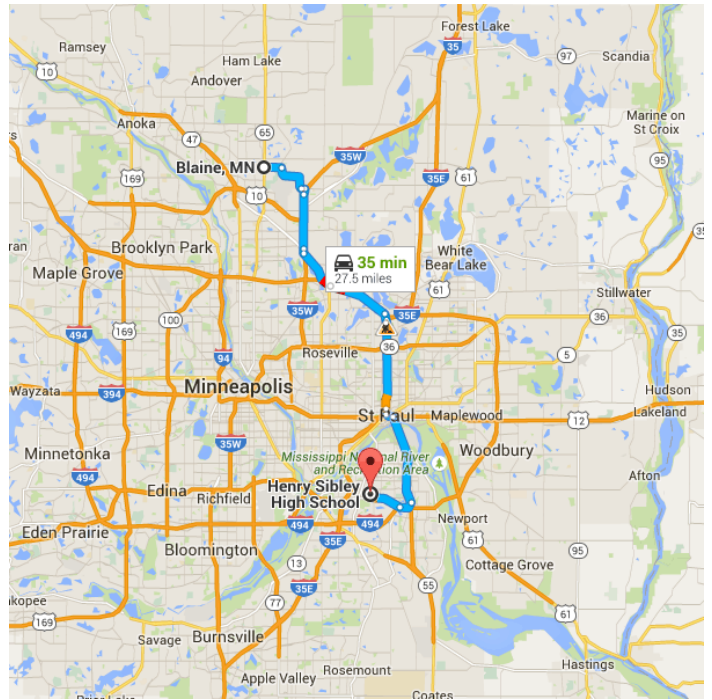 Forest Lake
Ramsey
35
97
Scandia
10
Ham Lake
Andover
Marine on
St Croix
Anoka
47
65
35W
95
Blaine, MN
169
10
35E
61
Brooklyn Park
35 min
27.5 miles
White
Bear Lake
Maple Grove
61
Stillwater
35W
35E
36
100
494
169
36
35
Roseville
94
5
Minneapolis
Hudson
Wayzata
394
St Paul
Maplewood
12
Lakeland
35W
Minnetonka
Mississippi National River
and Recreation Area
Woodbury
494
Afton
Edina
Richfield
Henry Sibley
High School
494
494
Newport
Eden Prairie
35E
61
Bloomington
95
13
Cottage Grove
35E
55
77
61
akopee
169
Savage
Burnsville
Rosemount
Hastings
Apple Valley
Coates